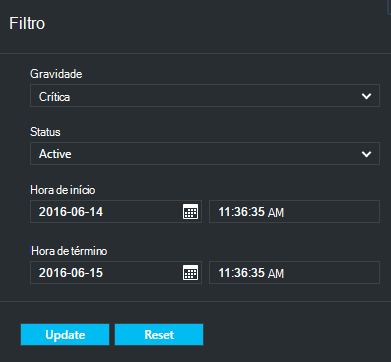 Filtro
Gravidade
Crítica
Status
Active
Hora de início
2016-06-14 11:36:35 AM
Hora de término
2016-06-15 11:36:35 AM
Update Reset